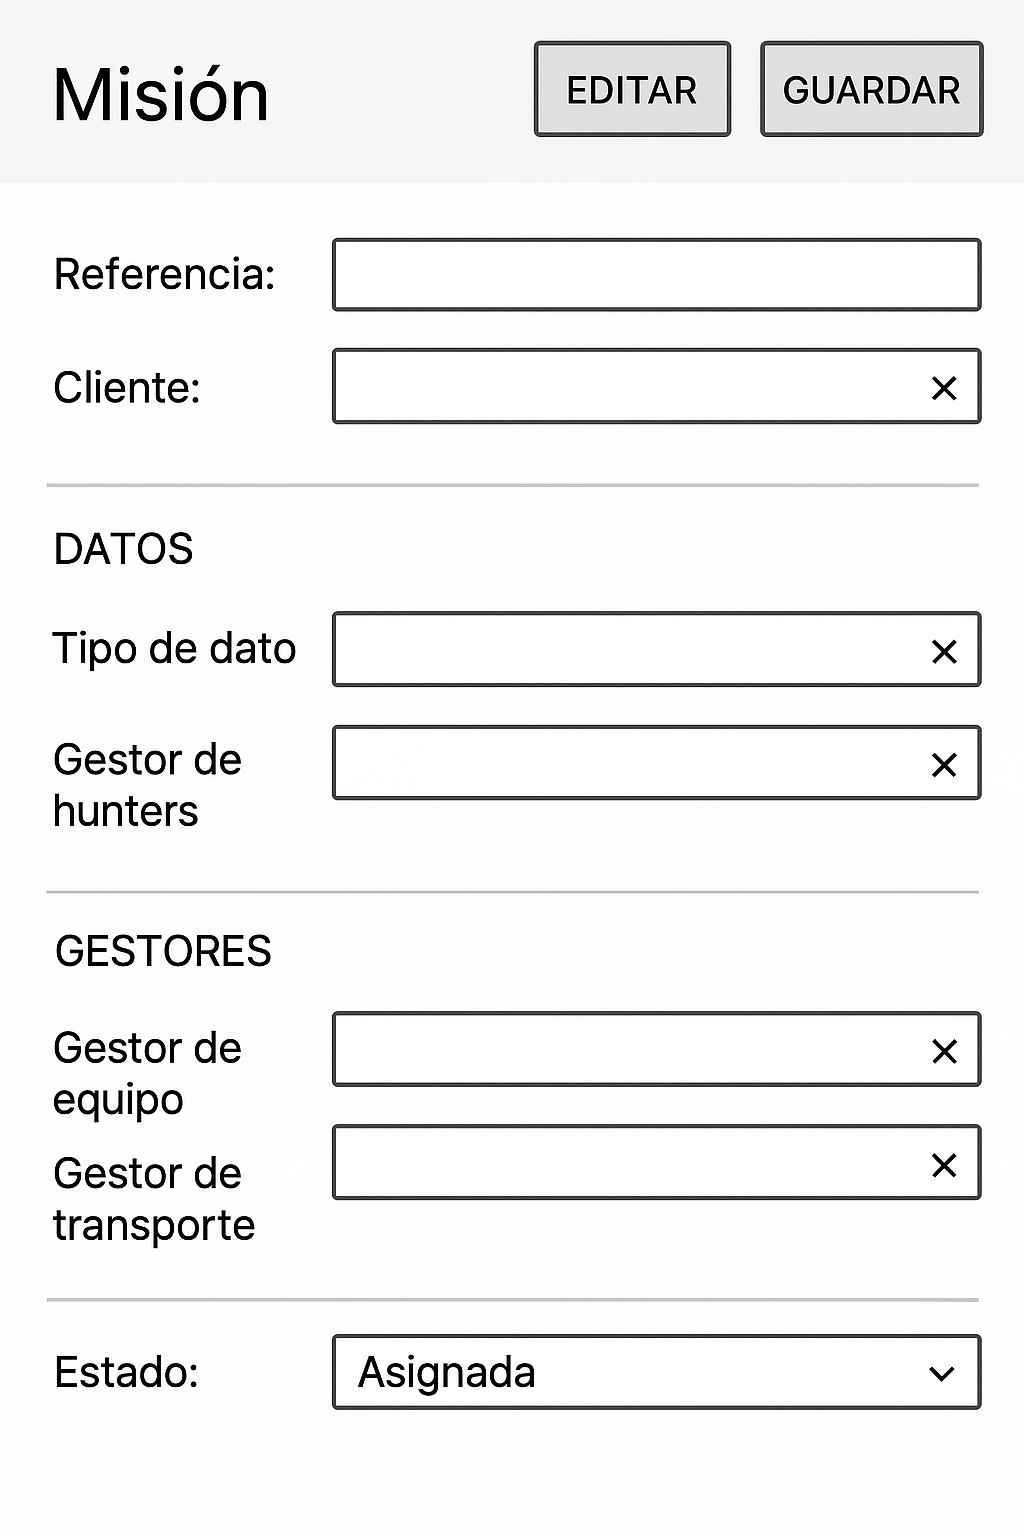 Misión
EDITAR
GUARDAR
Referencia:
Cliente:
×
DATOS
Tipo de dato
×
Gestor de
hunters
×
GESTORES
Gestor de
equipo
×
Gestor de
transporte
×
Estado:
Asignada